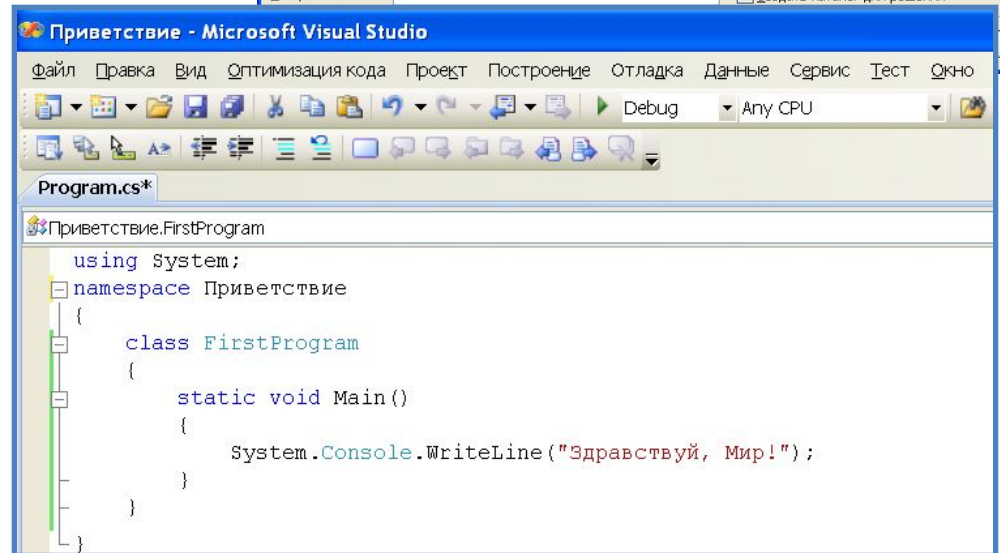 Приветствие - Microsoft Visual Studio
Файл Правка Вид Оптимизация кода Проект Построение Отладка Данные Сервис Тест Окно
Debug Any CPU
Program.cs*
Приветствие.FirstProgram
using System;
namespace Приветствие
{
class FirstProgram
{
static void Main()
{
System.Console.WriteLine("Здравствуй, Мир!");
}
}
}